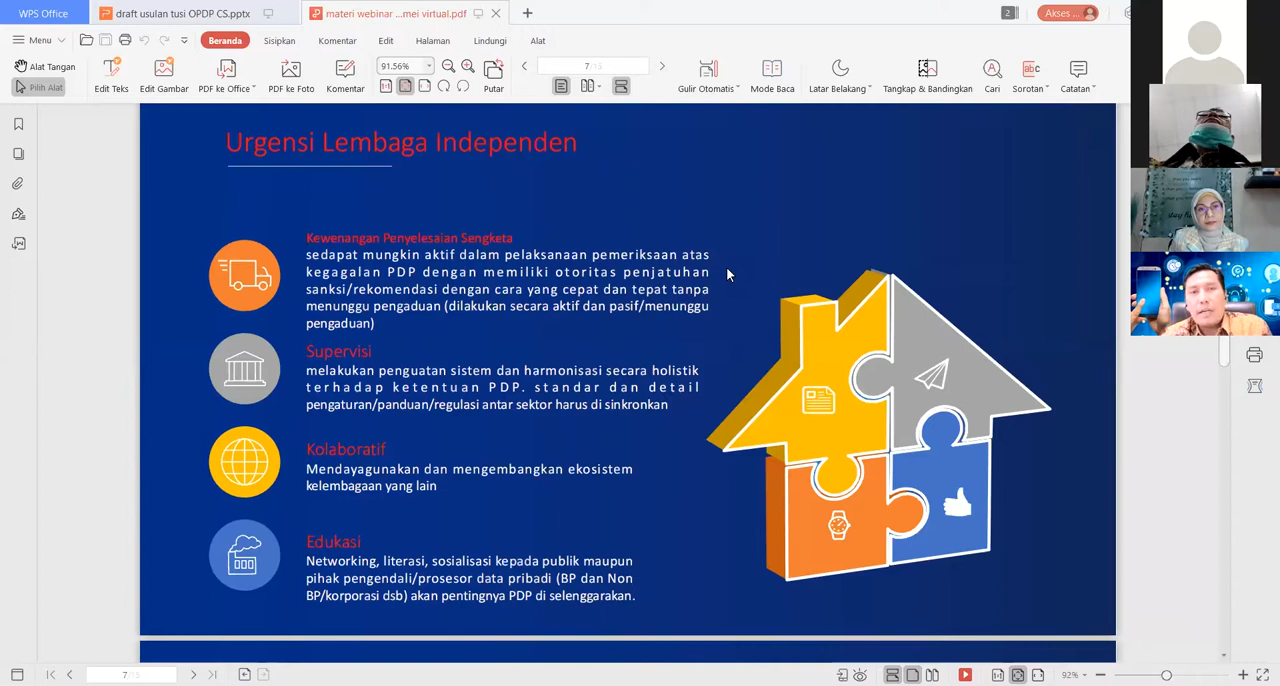 WPS Office
draft usulan tusi OPDP CS.pptx
materi webinar ...mei virtual.pdf
2
Akses ...
Menu
Beranda
Sisipkan
Komentar
Edit
Halaman
Lindungi
Alat
Alat Tangan
Pilih Alat
Edit Teks
Edit Gambar
PDF ke Office
PDF ke Foto
Komentar
91.56%
Putar
7/15
Gulir Otomatis
Mode Baca
Latar Belakang
Tangkap & Bandingkan
Cari
Sorotan
Catatan
Urgensi Lembaga Independen
Kewenangan Penyelesaian Sengketa
sedapat mungkin aktif dalam pelaksanaan pemeriksaan atas
kegagalan PDP dengan memiliki otoritas penjatuhan
sanksi/rekomendasi dengan cara yang cepat dan tepat tanpa
menunggu pengaduan (dilakukan secara aktif dan pasif/menunggu
pengaduan)
Supervisi
melakukan penguatan sistem dan harmonisasi secara holistik
terhadap ketentuan PDP. standar dan detail
pengaturan/panduan/regulasi antar sektor harus di sinkronkan
Kolaboratif
Mendayagunakan dan mengembangkan ekosistem
kelembagaan yang lain
Edukasi
Networking, literasi, sosialisasi kepada publik maupun
pihak pengendali/prosesor data pribadi (BP dan Non
BP/korporasi dsb) akan pentingnya PDP di selenggarakan.
7/15
92%